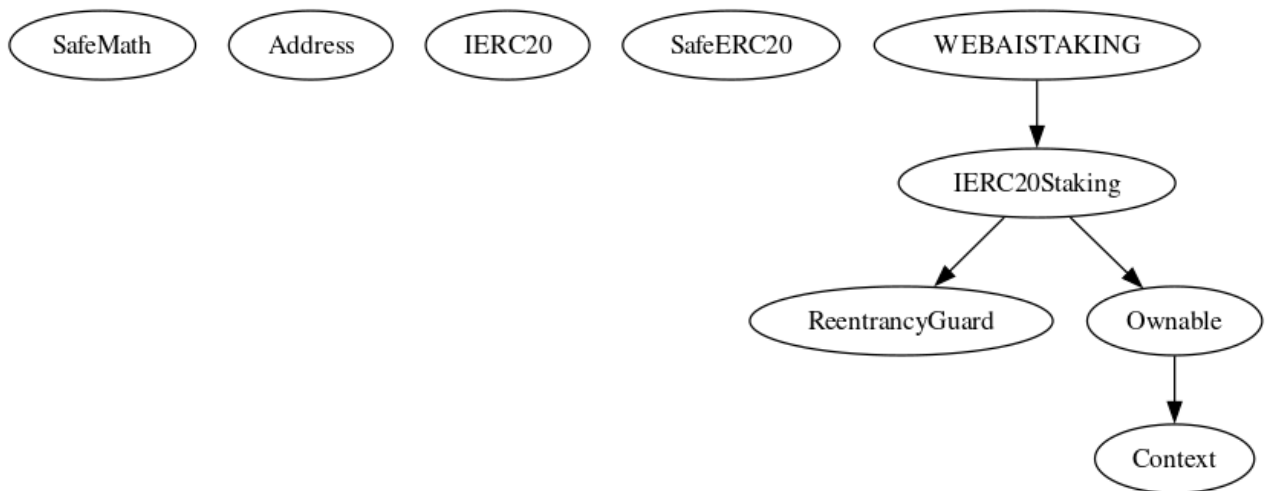 SafeMath
Address
IERC20
SafeERC20
WEBAISTAKING
IERC20Staking
ReentrancyGuard
Ownable
Context